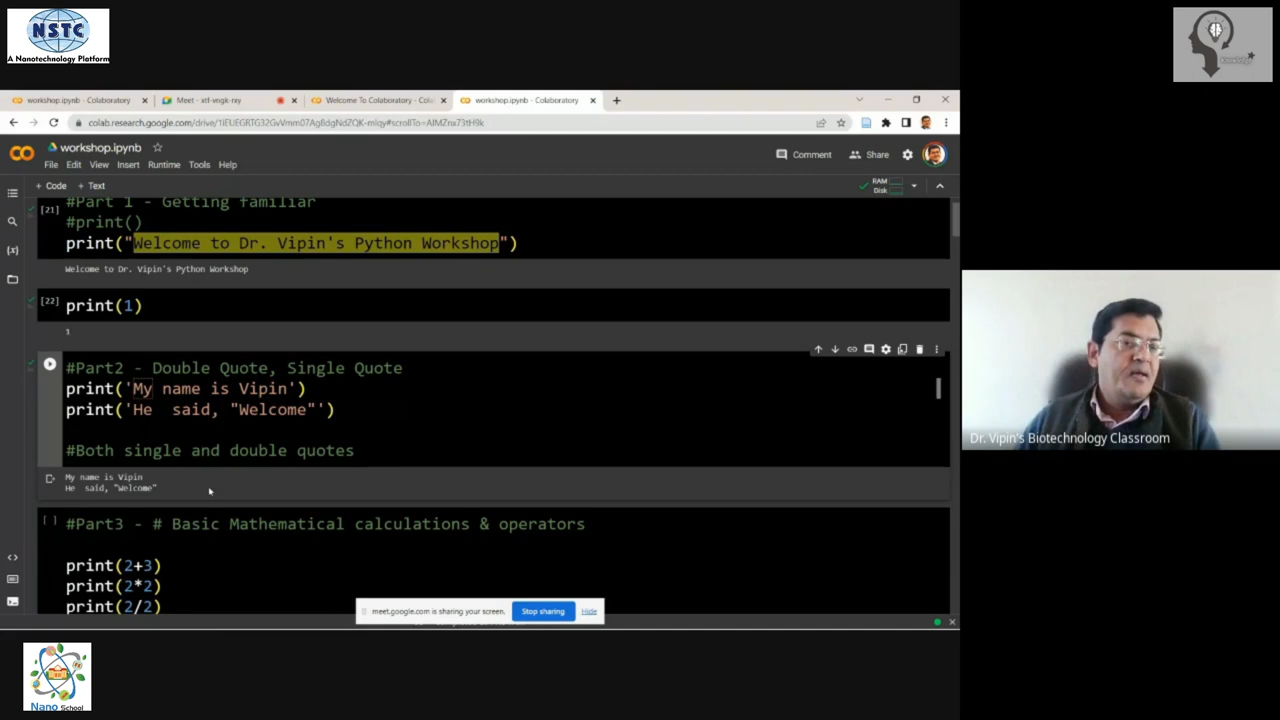 NSTC
A Nanotechnology Platform
Knowledge
workshop.ipynb - Colaboratory
Meet - xtf-vngk-rxy
Welcome To Colaboratory - Cola
workshop.ipynb - Colaboratory
workshop.ipynb
File Edit View Insert Runtime Tools Help
Comment
Share
+ Code + Text
RAM
Disk
[21]
#Part 1 - Getting familiar
#print()
print("Welcome to Dr. Vipin's Python Workshop")
Welcome to Dr. Vipin's Python Workshop
[22]
print(1)
1
#Part2 - Double Quote, Single Quote
print('My name is Vipin')
print('He  said, "Welcome"')
#Both single and double quotes
My name is Vipin
He  said, "Welcome"
[ ]
#Part3 - # Basic Mathematical calculations & operators
print(2+3)
print(2*2)
print(2/2)
meet.google.com is sharing your screen.
Stop sharing
Hide
Dr. Vipin's Biotechnology Classroom
Nano School